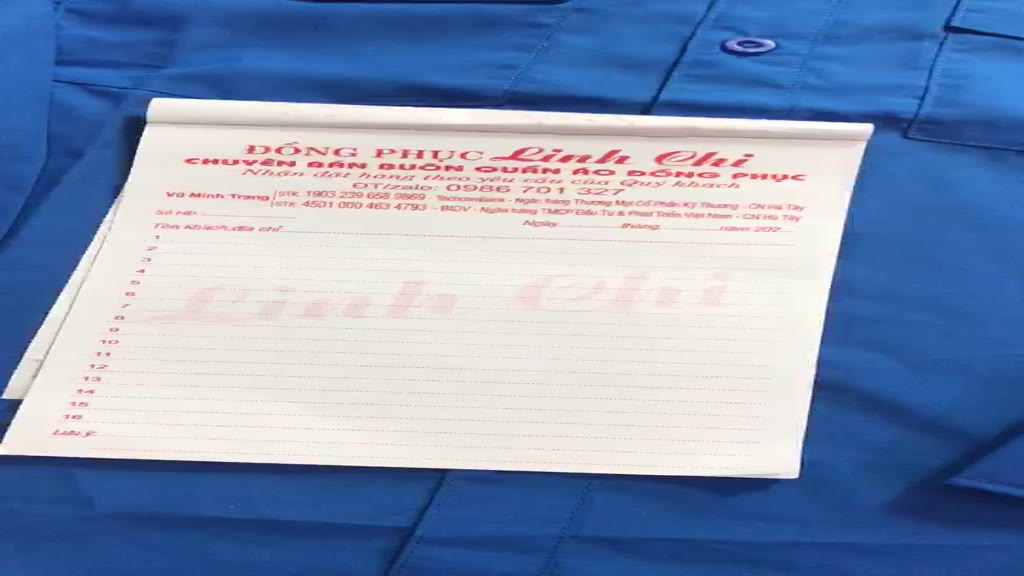 ĐỒNG PHỤC Linh Chi
CHUYÊN BÁN BUÔN QUẦN ÁO ĐỒNG PHỤC
Nhận đặt hàng theo yêu cầu của Quý khách
ĐT/zalo: 0986 701 327
Vũ Minh Trang
STK: 1903 239 658 9869 - Techcombank - Ngân hàng Thương Mại Cổ Phần Kỹ Thương - CN Hà Tây
STK: 4501 000 463 4793 - BIDV - Ngân hàng TMCP Đầu Tư & Phát Triển Việt Nam - CN Hà Tây
Số HĐ: Ngày tháng năm 202
Tên khách,địa chỉ:
1
2
3
4
5
Linh Chi
6
7
8
9
10
11
12
13
14
15
16
Lưu ý: